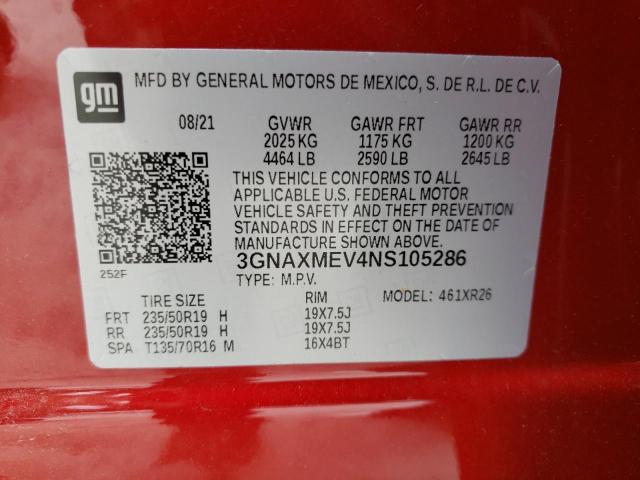 gm
MFD BY GENERAL MOTORS DE MEXICO, S. DE R.L. DE C.V.
08/21 GVWR GAWR FRT GAWR RR
2025 KG 1175 KG 1200 KG
4464 LB 2590 LB 2645 LB
THIS VEHICLE CONFORMS TO ALL
APPLICABLE U.S. FEDERAL MOTOR
VEHICLE SAFETY AND THEFT PREVENTION
STANDARDS IN EFFECT ON THE DATE OF
MANUFACTURE SHOWN ABOVE.
252F
3GNAXMEV4NS105286
TYPE: M.P.V.
TIRE SIZE RIM MODEL: 461XR26
FRT 235/50R19 H 19X7.5J
RR 235/50R19 H 19X7.5J
SPA T135/70R16 M 16X4BT